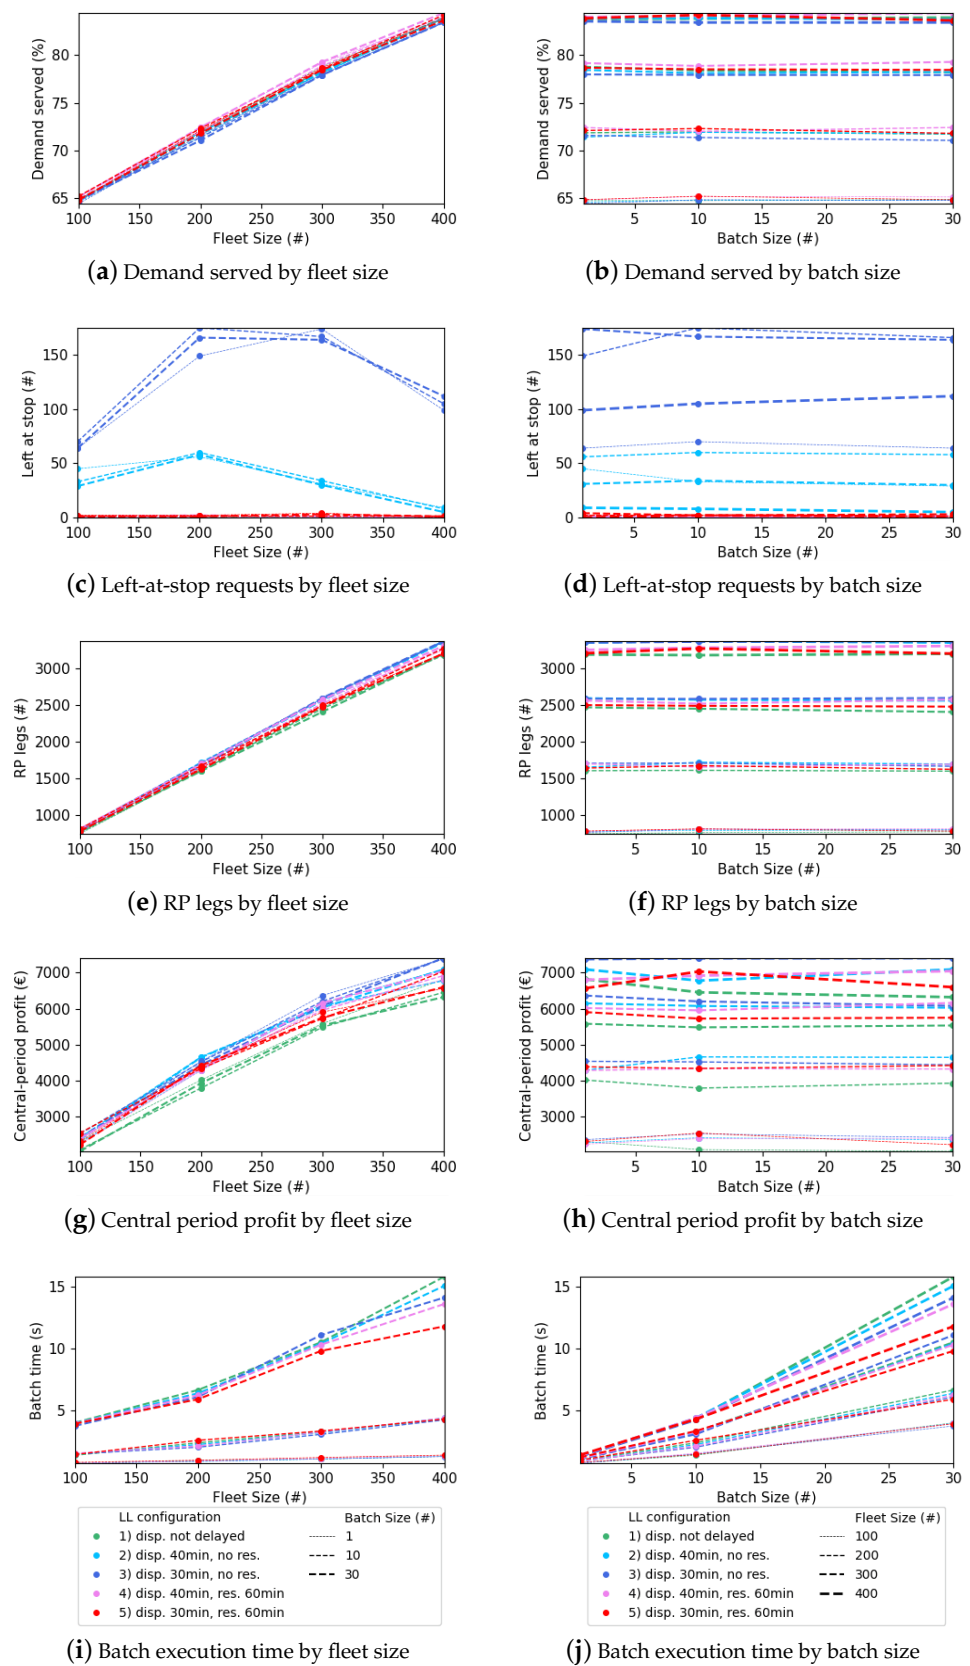 80
75
70
65
Demand served (%)
100 150 200 250 300 350 400
Fleet Size (#)
(a) Demand served by fleet size
80
75
70
65
Demand served (%)
5 10 15 20 25 30
Batch Size (#)
(b) Demand served by batch size
150
100
50
0
Left at stop (#)
100 150 200 250 300 350 400
Fleet Size (#)
(c) Left-at-stop requests by fleet size
150
100
50
0
Left at stop (#)
5 10 15 20 25 30
Batch Size (#)
(d) Left-at-stop requests by batch size
3000
2500
2000
1500
1000
RP legs (#)
100 150 200 250 300 350 400
Fleet Size (#)
(e) RP legs by fleet size
3000
2500
2000
1500
1000
RP legs (#)
5 10 15 20 25 30
Batch Size (#)
(f) RP legs by batch size
7000
6000
5000
4000
3000
Central-period profit (€)
100 150 200 250 300 350 400
Fleet Size (#)
(g) Central period profit by fleet size
7000
6000
5000
4000
3000
Central-period profit (€)
5 10 15 20 25 30
Batch Size (#)
(h) Central period profit by batch size
15
10
5
Batch time (s)
100 150 200 250 300 350 400
Fleet Size (#)
LL configuration
1) disp. not delayed
2) disp. 40min, no res.
3) disp. 30min, no res.
4) disp. 40min, res. 60min
5) disp. 30min, res. 60min
Batch Size (#)
1
10
30
(i) Batch execution time by fleet size
15
10
5
Batch time (s)
5 10 15 20 25 30
Batch Size (#)
LL configuration
1) disp. not delayed
2) disp. 40min, no res.
3) disp. 30min, no res.
4) disp. 40min, res. 60min
5) disp. 30min, res. 60min
Fleet Size (#)
100
200
300
400
(j) Batch execution time by batch size